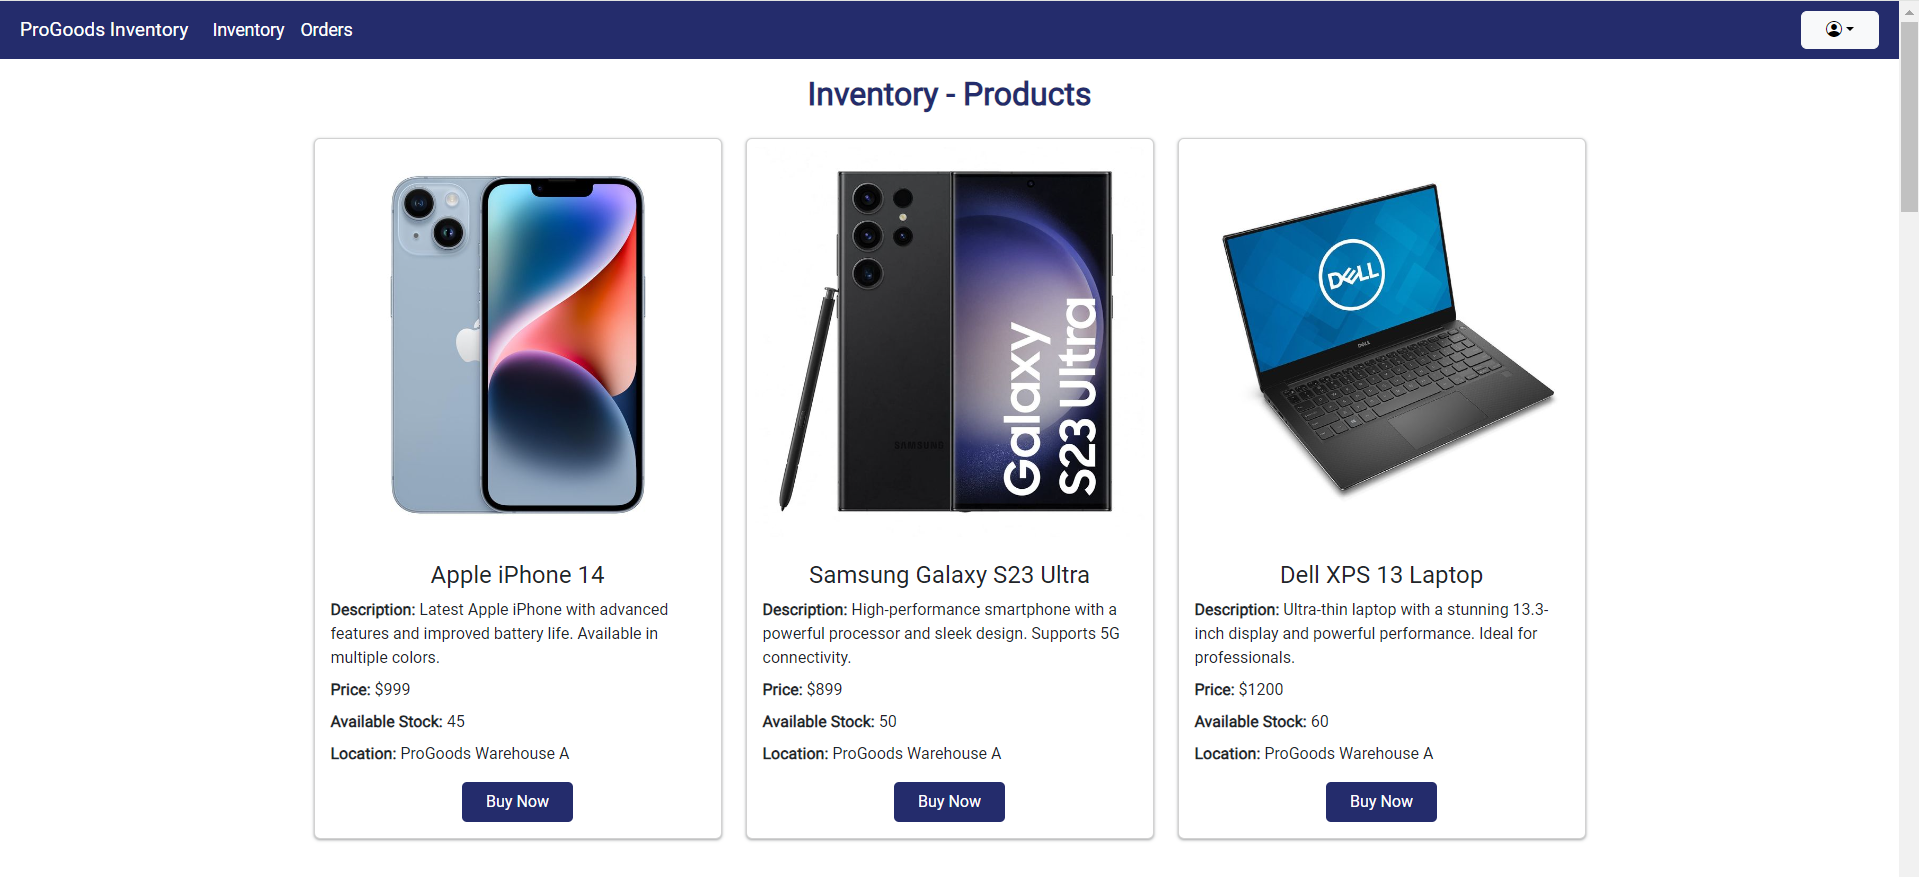 ProGoods Inventory Inventory Orders
Inventory - Products
SAMSUNG
Galaxy
S23 Ultra
DELL
DELL
Apple iPhone 14
Description: Latest Apple iPhone with advanced
features and improved battery life. Available in
multiple colors.
Price: $999
Available Stock: 45
Location: ProGoods Warehouse A
Buy Now
Samsung Galaxy S23 Ultra
Description: High-performance smartphone with a
powerful processor and sleek design. Supports 5G
connectivity.
Price: $899
Available Stock: 50
Location: ProGoods Warehouse A
Buy Now
Dell XPS 13 Laptop
Description: Ultra-thin laptop with a stunning 13.3-
inch display and powerful performance. Ideal for
professionals.
Price: $1200
Available Stock: 60
Location: ProGoods Warehouse A
Buy Now